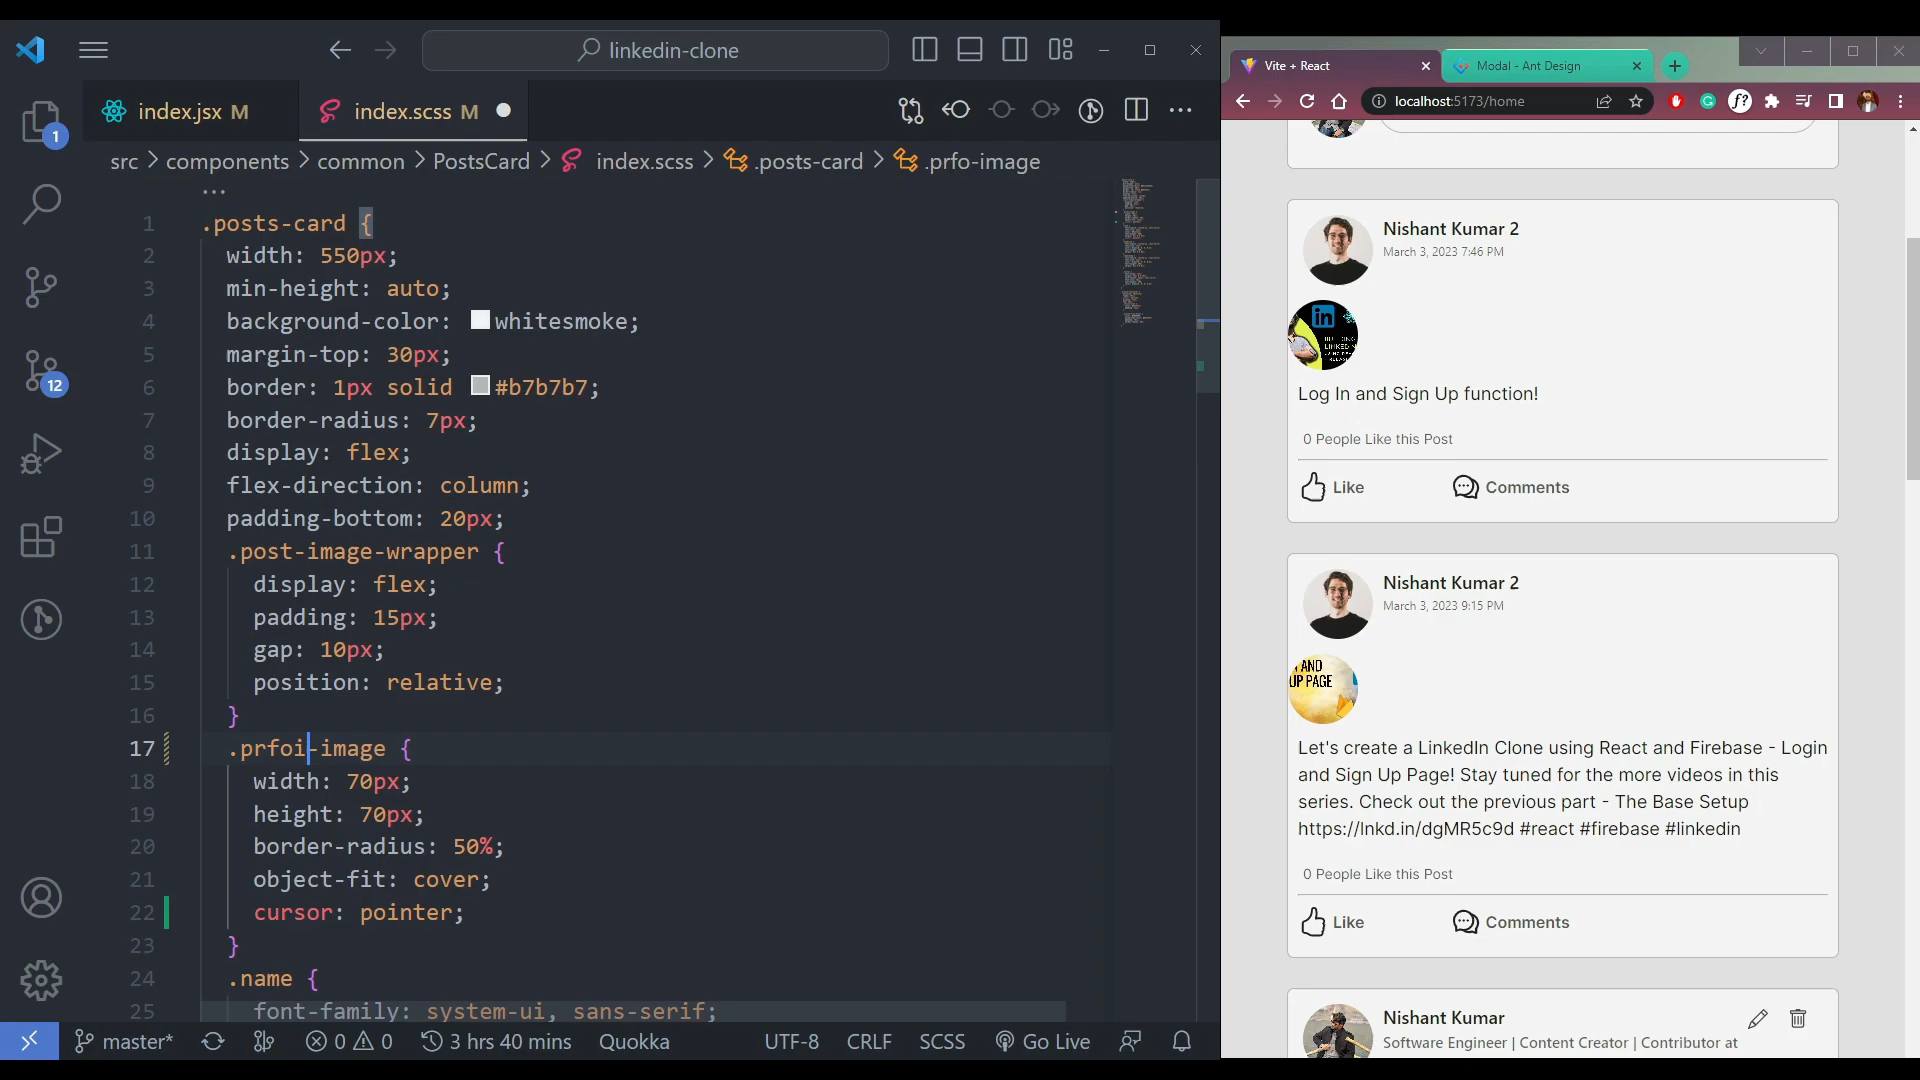 linkedin-clone
index.jsx M
index.scss M
src > components > common > PostsCard > index.scss > .posts-card > .prfo-image
...
1 .posts-card {
2 width: 550px;
3 min-height: auto;
4 background-color: whitesmoke;
5 margin-top: 30px;
6 border: 1px solid #b7b7b7;
7 border-radius: 7px;
8 display: flex;
9 flex-direction: column;
10 padding-bottom: 20px;
11 .post-image-wrapper {
12 display: flex;
13 padding: 15px;
14 gap: 10px;
15 position: relative;
16 }
17 .prfoi-image {
18 width: 70px;
19 height: 70px;
20 border-radius: 50%;
21 object-fit: cover;
22 cursor: pointer;
23 }
24 .name {
25 font-family: system-ui, sans-serif;
1
12
master* 0 0 3 hrs 40 mins Quokka UTF-8 CRLF SCSS Go Live
Vite + React
Modal - Ant Design
localhost:5173/home
Nishant Kumar 2
March 3, 2023 7:46 PM
in
LINKEDIN
Log In and Sign Up function!
0 People Like this Post
Like
Comments
Nishant Kumar 2
March 3, 2023 9:15 PM
AND
UP PAGE
Let's create a LinkedIn Clone using React and Firebase - Login
and Sign Up Page! Stay tuned for the more videos in this
series. Check out the previous part - The Base Setup
https://lnkd.in/dgMR5c9d #react #firebase #linkedin
0 People Like this Post
Like
Comments
Nishant Kumar
Software Engineer | Content Creator | Contributor at